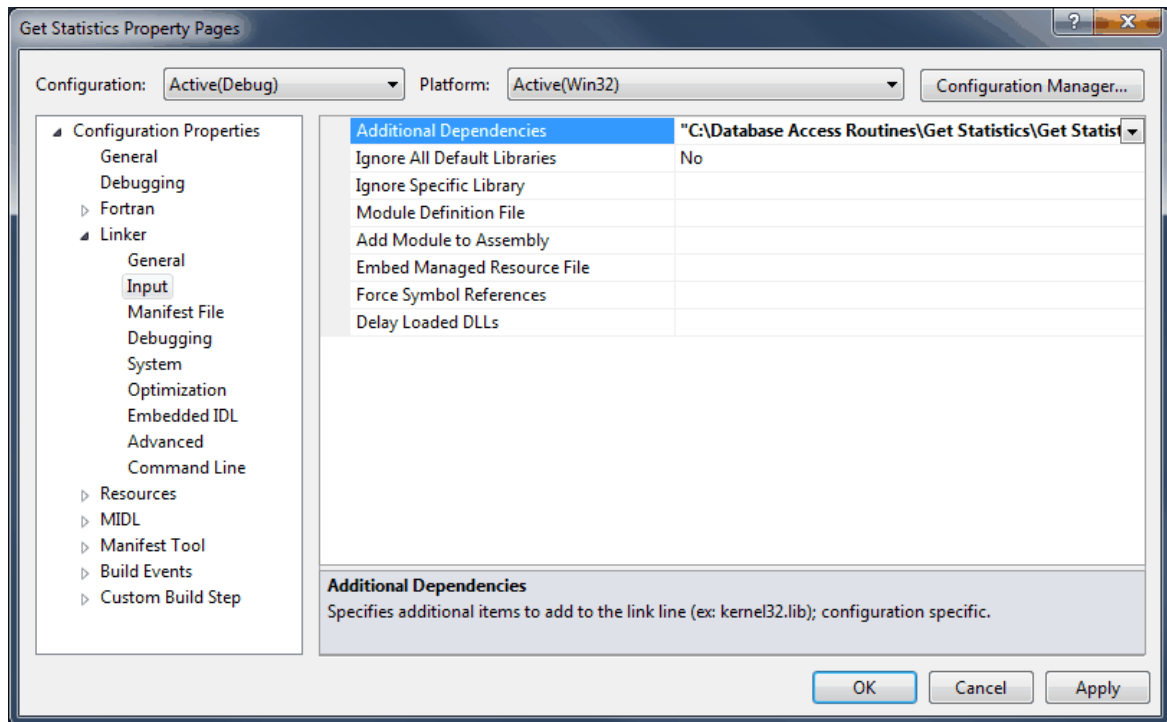 Get Statistics Property Pages
Configuration: Active(Debug) Platform: Active(Win32) Configuration Manager...
Configuration Properties
General
Debugging
Fortran
Linker
General
Input
Manifest File
Debugging
System
Optimization
Embedded IDL
Advanced
Command Line
Resources
MIDL
Manifest Tool
Build Events
Custom Build Step
Additional Dependencies "C:\Database Access Routines\Get Statistics\Get Statist
Ignore All Default Libraries No
Ignore Specific Library
Module Definition File
Add Module to Assembly
Embed Managed Resource File
Force Symbol References
Delay Loaded DLLs
Additional Dependencies
Specifies additional items to add to the link line (ex: kernel32.lib); configuration specific.
OK Cancel Apply